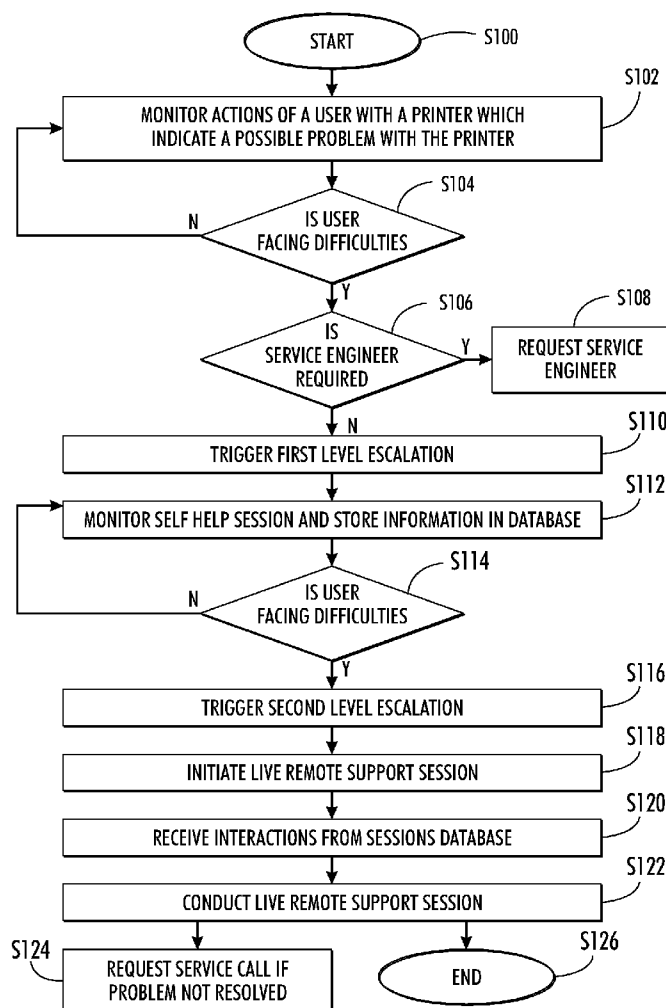 START
S100
S102
MONITOR ACTIONS OF A USER WITH A PRINTER WHICH
INDICATE A POSSIBLE PROBLEM WITH THE PRINTER
S104
N
IS USER
FACING DIFFICULTIES
Y
S106
S108
IS
SERVICE ENGINEER
REQUIRED
Y
REQUEST SERVICE
ENGINEER
N
S110
TRIGGER FIRST LEVEL ESCALATION
S112
MONITOR SELF HELP SESSION AND STORE INFORMATION IN DATABASE
S114
N
IS USER
FACING DIFFICULTIES
Y
S116
TRIGGER SECOND LEVEL ESCALATION
S118
INITIATE LIVE REMOTE SUPPORT SESSION
S120
RECEIVE INTERACTIONS FROM SESSIONS DATABASE
S122
CONDUCT LIVE REMOTE SUPPORT SESSION
S124
REQUEST SERVICE CALL IF
PROBLEM NOT RESOLVED
END
S126